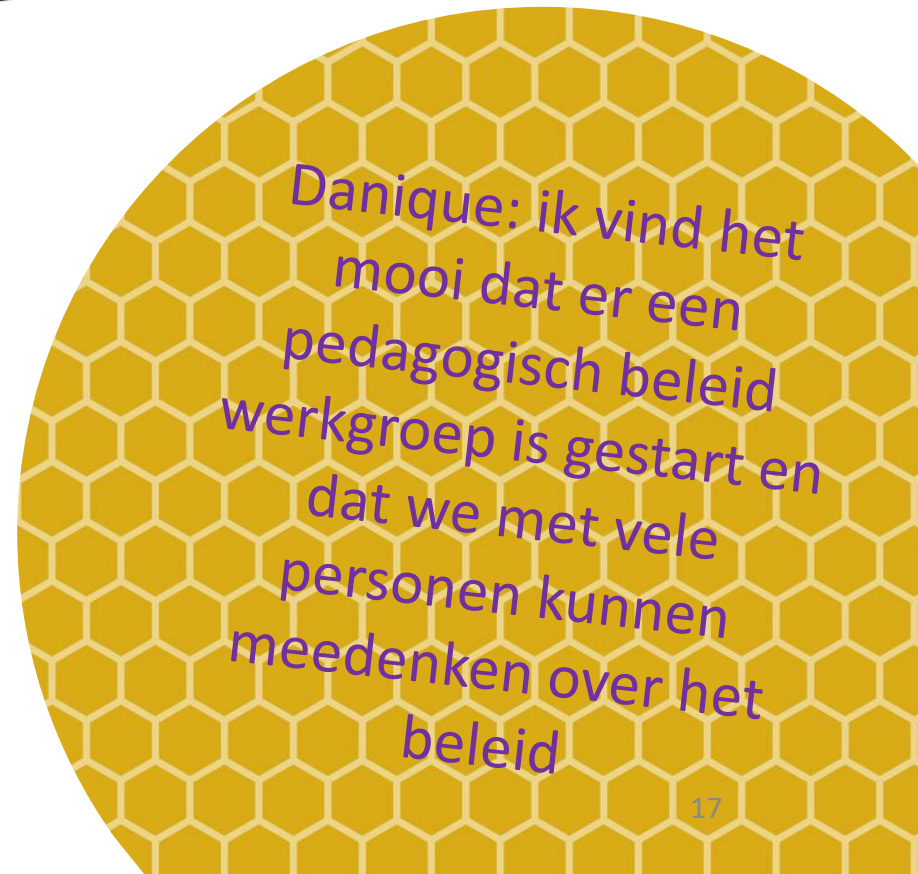 Danique: ik vind het
mooi dat er een
pedagogisch beleid
werkgroep is gestart en
dat we met vele
personen kunnen
meedenken over het
beleid
17